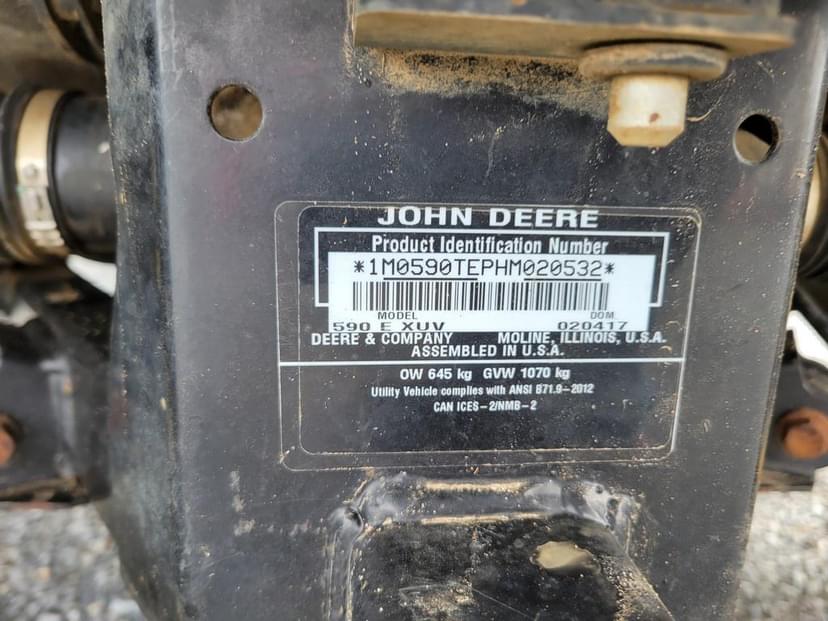 JOHN DEERE
Product Identification Number
*1M0590TEPHM020532*
MODEL DOM
590 E XUV 020417
DEERE & COMPANY MOLINE, ILLINOIS, U.S.A.
ASSEMBLED IN U.S.A.
OW 645 kg GVW 1070 kg
Utility Vehicle complies with ANSI B71.9-2012
CAN ICES-2/NMB-2